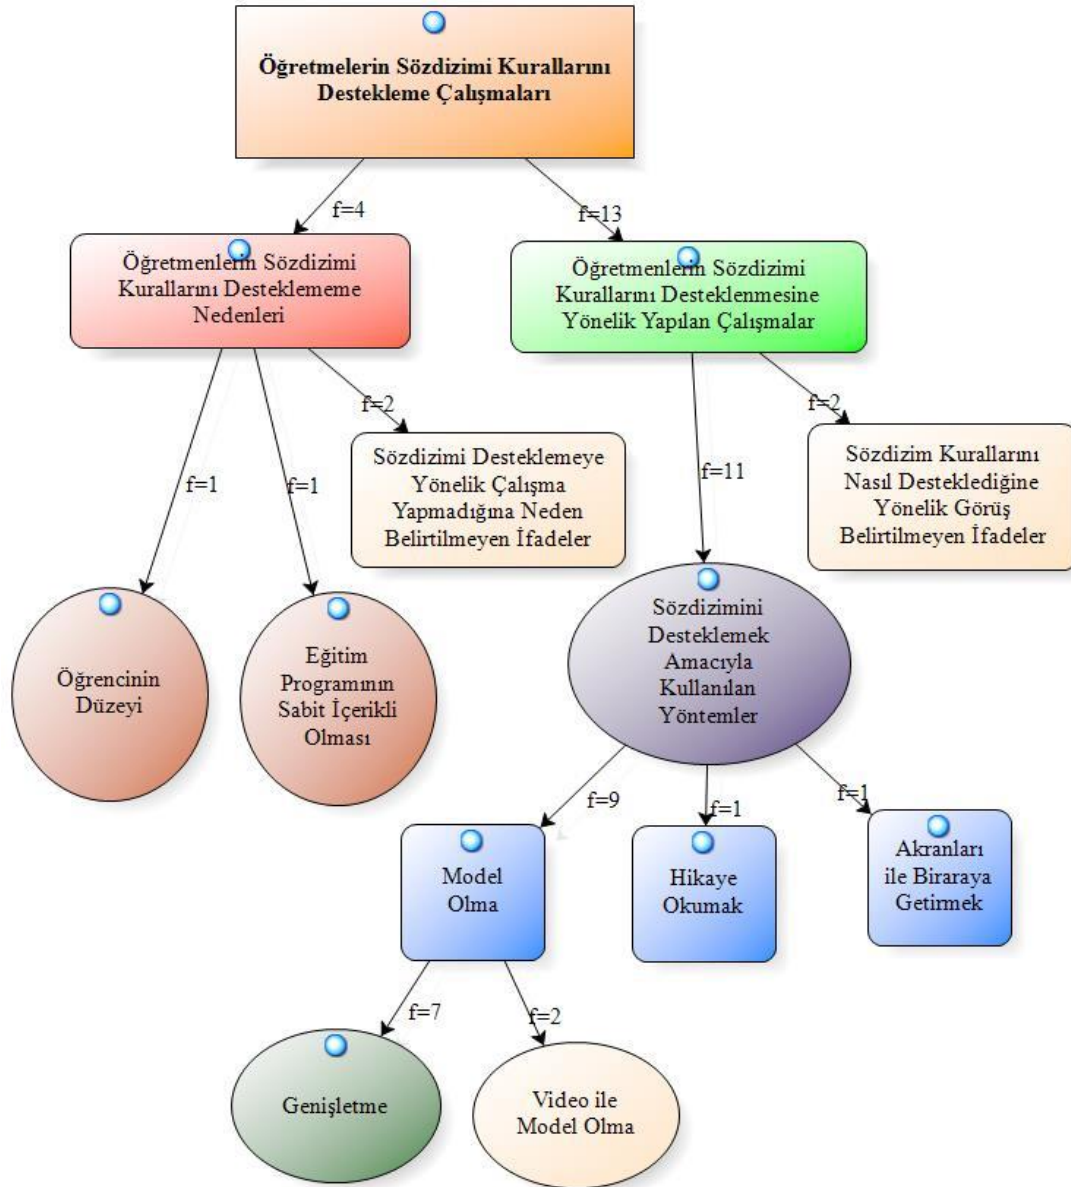 Öğretmelerin Sözdizimi Kurallarını
Destekleme Çalışmaları
f=4
f=13
Öğretmenlerin Sözdizimi
Kurallarını Desteklememe
Nedenleri
Öğretmenlerin Sözdizimi
Kurallarını Desteklenmesine
Yönelik Yapılan Çalışmalar
f=1
f=1
f=2
f=11
f=2
Sözdizimi Desteklemeye
Yönelik Çalışma
Yapmadığına Neden
Belirtilmeyen İfadeler
Sözdizim Kurallarını
Nasıl Desteklediğine
Yönelik Görüş
Belirtilmeyen İfadeler
Öğrencinin
Düzeyi
Eğitim
Programının
Sabit İçerikli
Olması
Sözdizimini
Desteklemek
Amacıyla
Kullanılan
Yöntemler
f=9
f=1
f=1
Model
Olma
Hikaye
Okumak
Akranları
ile Biraraya
Getirmek
f=7
f=2
Genişletme
Video ile
Model Olma